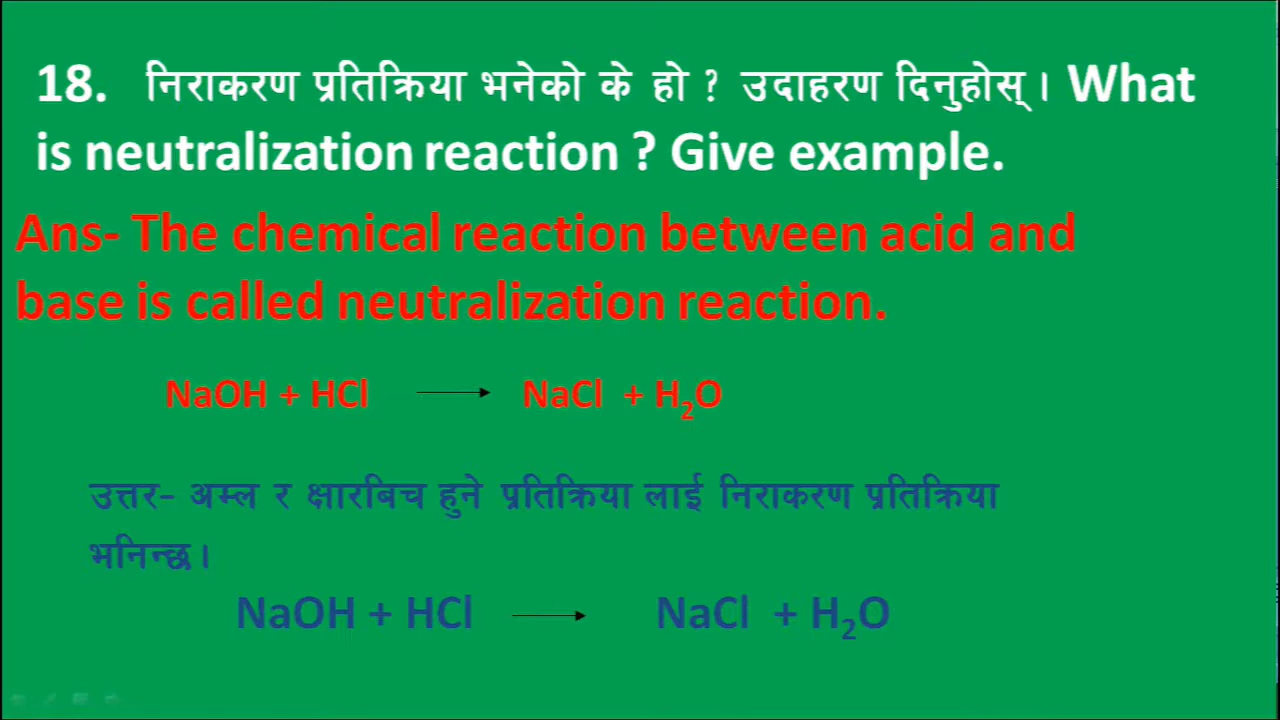 18. निराकरण प्रतिक्रिया भनेको के हो ? उदाहरण दिनुहोस् । What
is neutralization reaction ? Give example.
Ans- The chemical reaction between acid and
base is called neutralization reaction.
NaOH + HCl ⟶ NaCl + H₂O
उत्तर- अम्ल र क्षारबिच हुने प्रतिक्रिया लाई निराकरण प्रतिक्रिया
भनिन्छ ।
NaOH + HCl ⟶ NaCl + H₂O